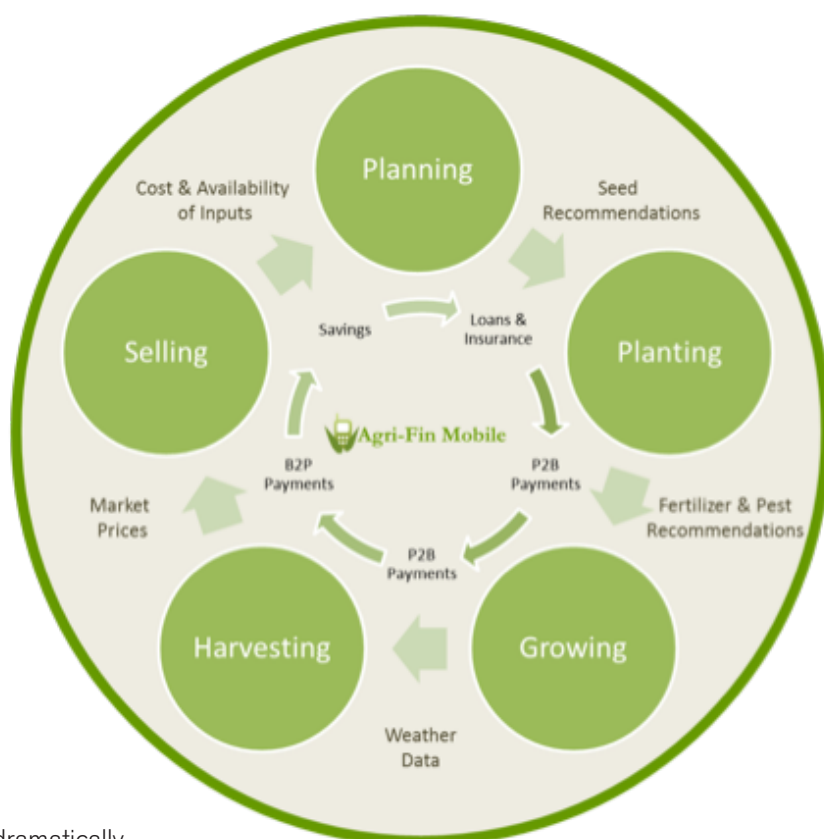 Planning
Cost & Availability
of Inputs
Seed
Recommendations
Savings
Loans &
Insurance
Selling
Planting
Agri-Fin Mobile
B2P
Payments
P2B
Payments
Market
Prices
Fertilizer & Pest
Recommendations
P2B
Payments
Harvesting
Growing
Weather
Data
dramatically